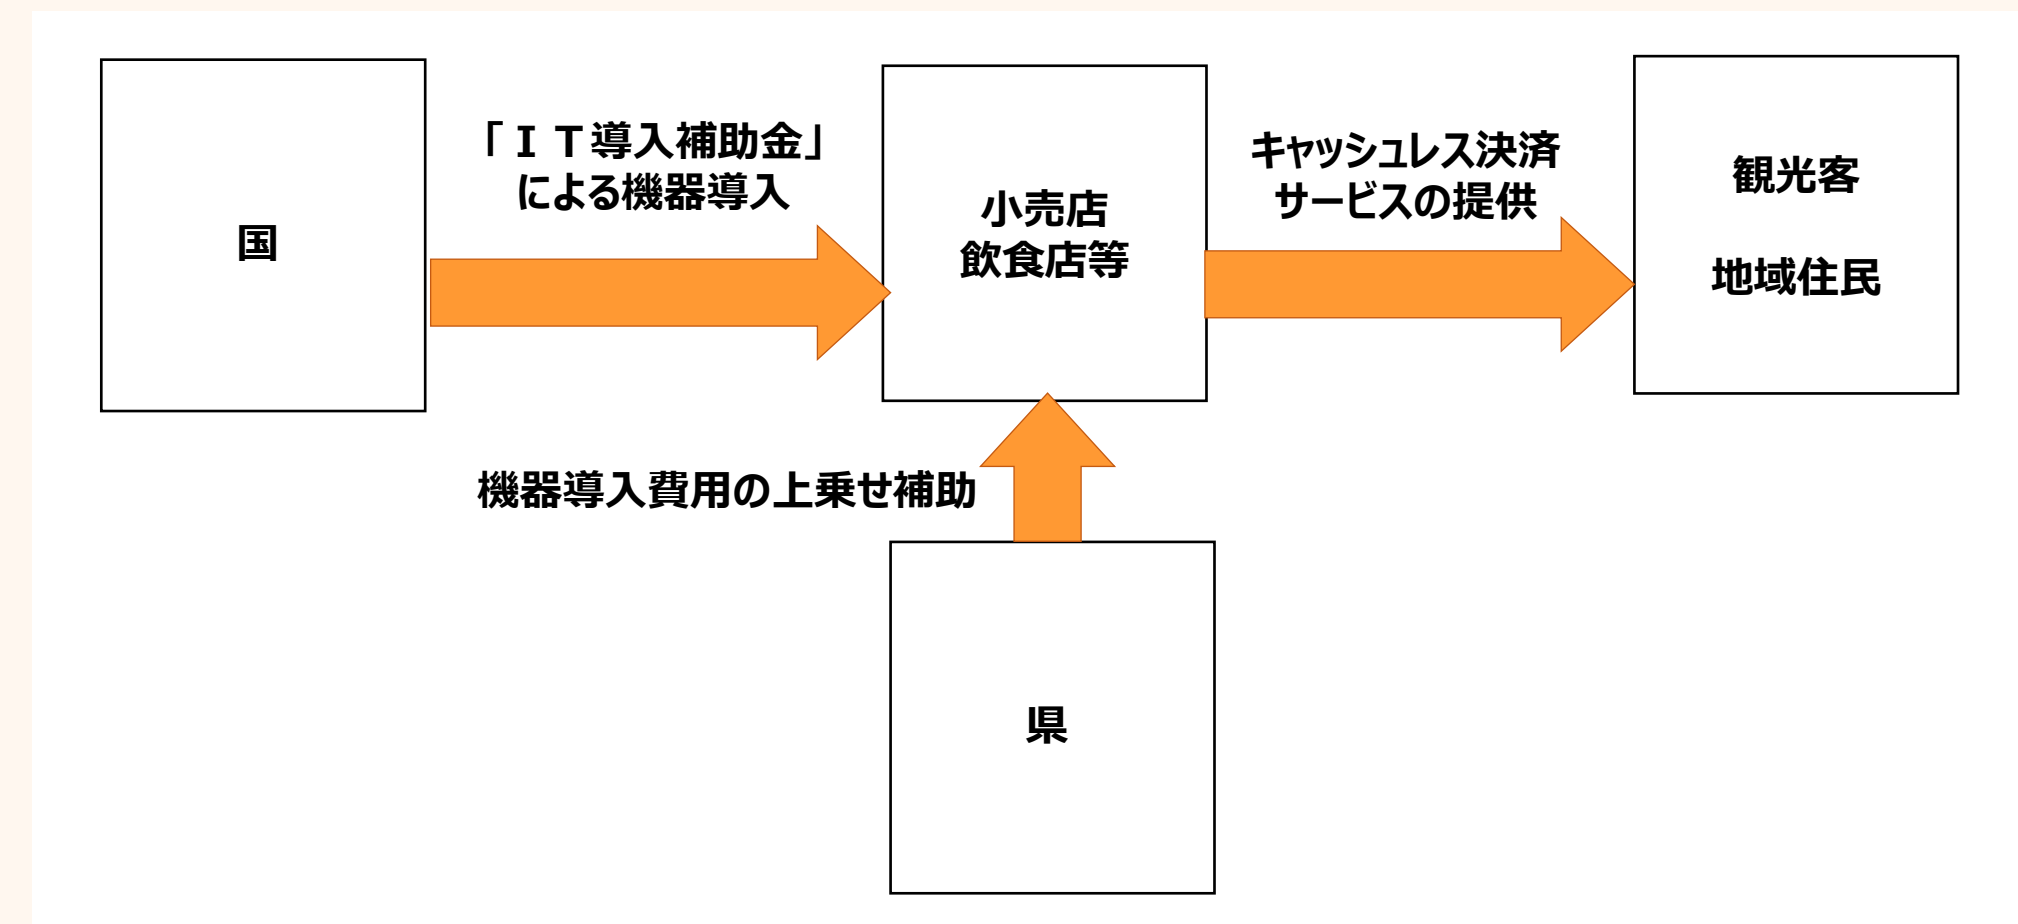 国
「ＩＴ導入補助金」
による機器導入
小売店
飲食店等
キャッシュレス決済
サービスの提供
観光客
地域住民
機器導入費用の上乗せ補助
県